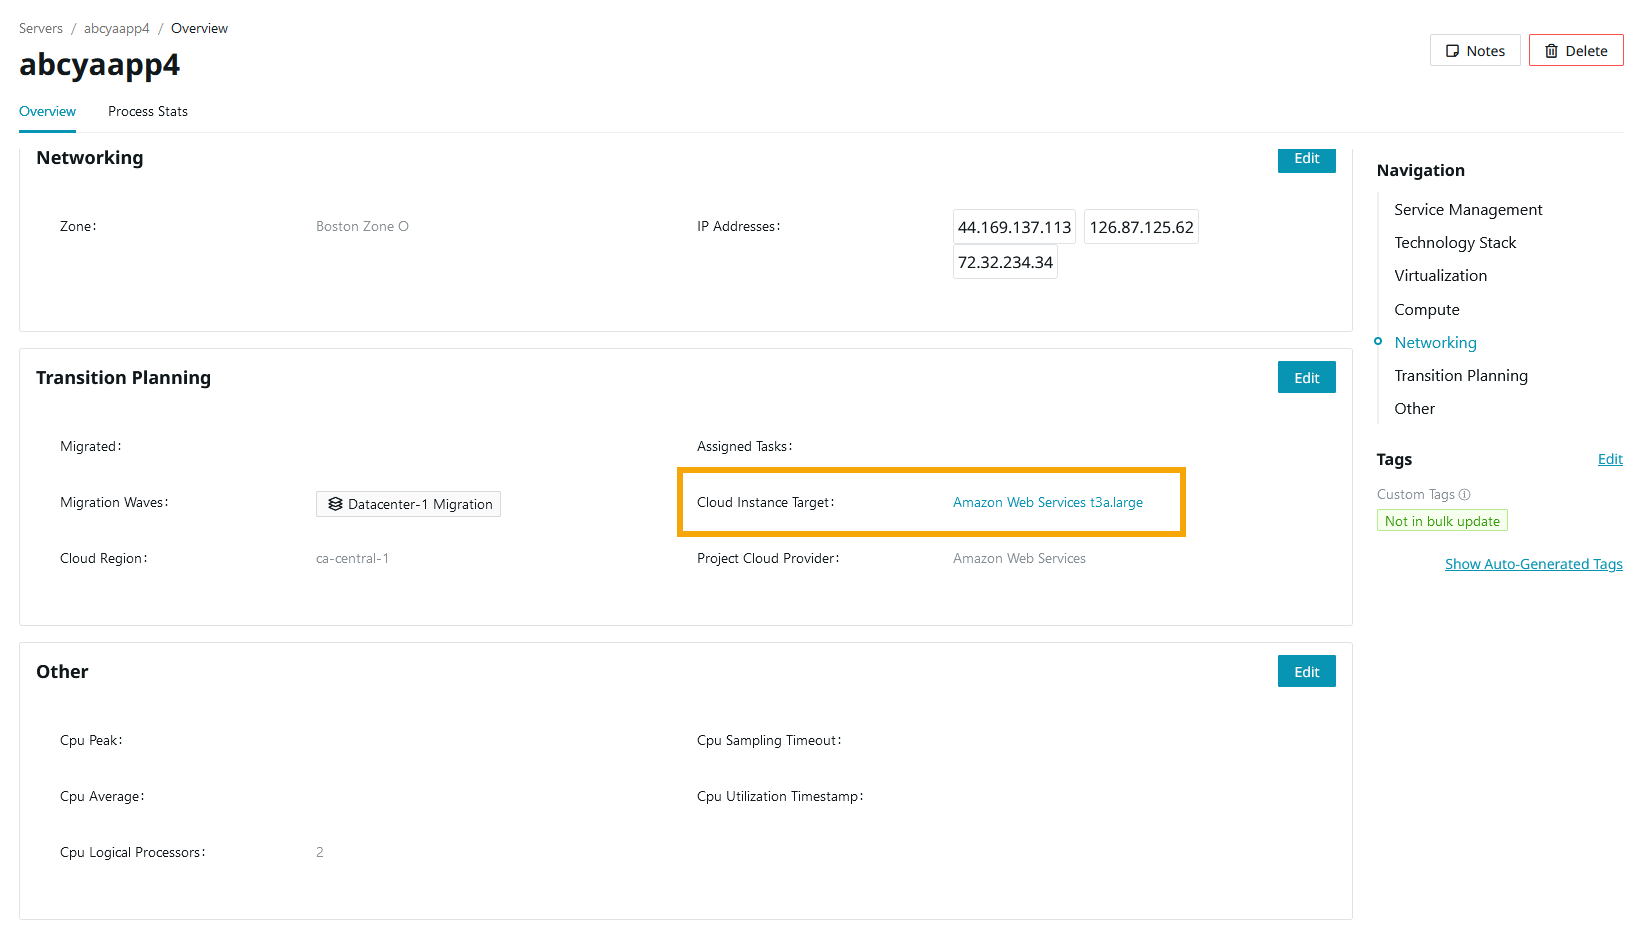 Servers / abcyaapp4 / Overview
abcyaapp4
Notes
Delete
Overview
Process Stats
Networking
Edit
Zone:
Boston Zone O
IP Addresses:
44.169.137.113
126.87.125.62
72.32.234.34
Transition Planning
Edit
Migrated:
Assigned Tasks:
Migration Waves:
Datacenter-1 Migration
Cloud Instance Target:
Amazon Web Services t3a.large
Cloud Region:
ca-central-1
Project Cloud Provider:
Amazon Web Services
Other
Edit
Cpu Peak:
Cpu Sampling Timeout:
Cpu Average:
Cpu Utilization Timestamp:
Cpu Logical Processors:
2
Navigation
Service Management
Technology Stack
Virtualization
Compute
Networking
Transition Planning
Other
Tags
Edit
Custom Tags
Not in bulk update
Show Auto-Generated Tags